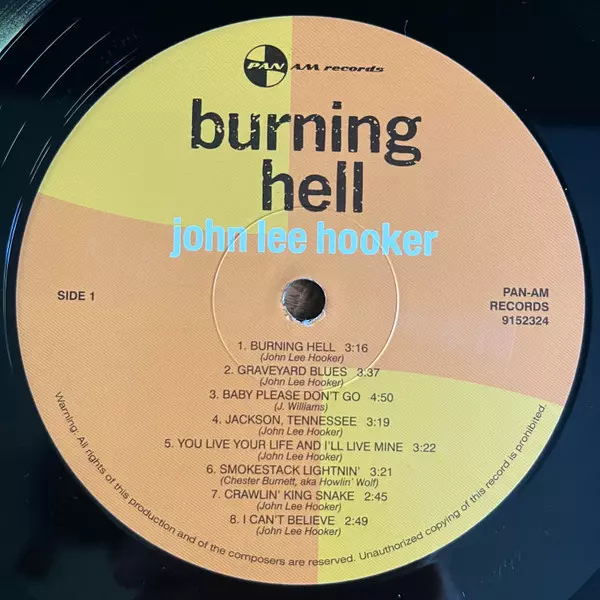 PAN AM records
burning
hell
john lee hooker
SIDE 1
PAN-AM
RECORDS
9152324
1. BURNING HELL 3:16
(John Lee Hooker)
2. GRAVEYARD BLUES 3:37
(John Lee Hooker)
3. BABY PLEASE DON'T GO 4:50
(J. Williams)
4. JACKSON, TENNESSEE 3:19
(John Lee Hooker)
5. YOU LIVE YOUR LIFE AND I'LL LIVE MINE 3:22
(John Lee Hooker)
6. SMOKESTACK LIGHTNIN' 3:21
(Chester Burnett, aka Howlin' Wolf)
7. CRAWLIN' KING SNAKE 2:45
(John Lee Hooker)
8. I CAN'T BELIEVE 2:49
(John Lee Hooker)
Warning: All rights of this production and of the composers are reserved. Unauthorized copying of this record is prohibited.